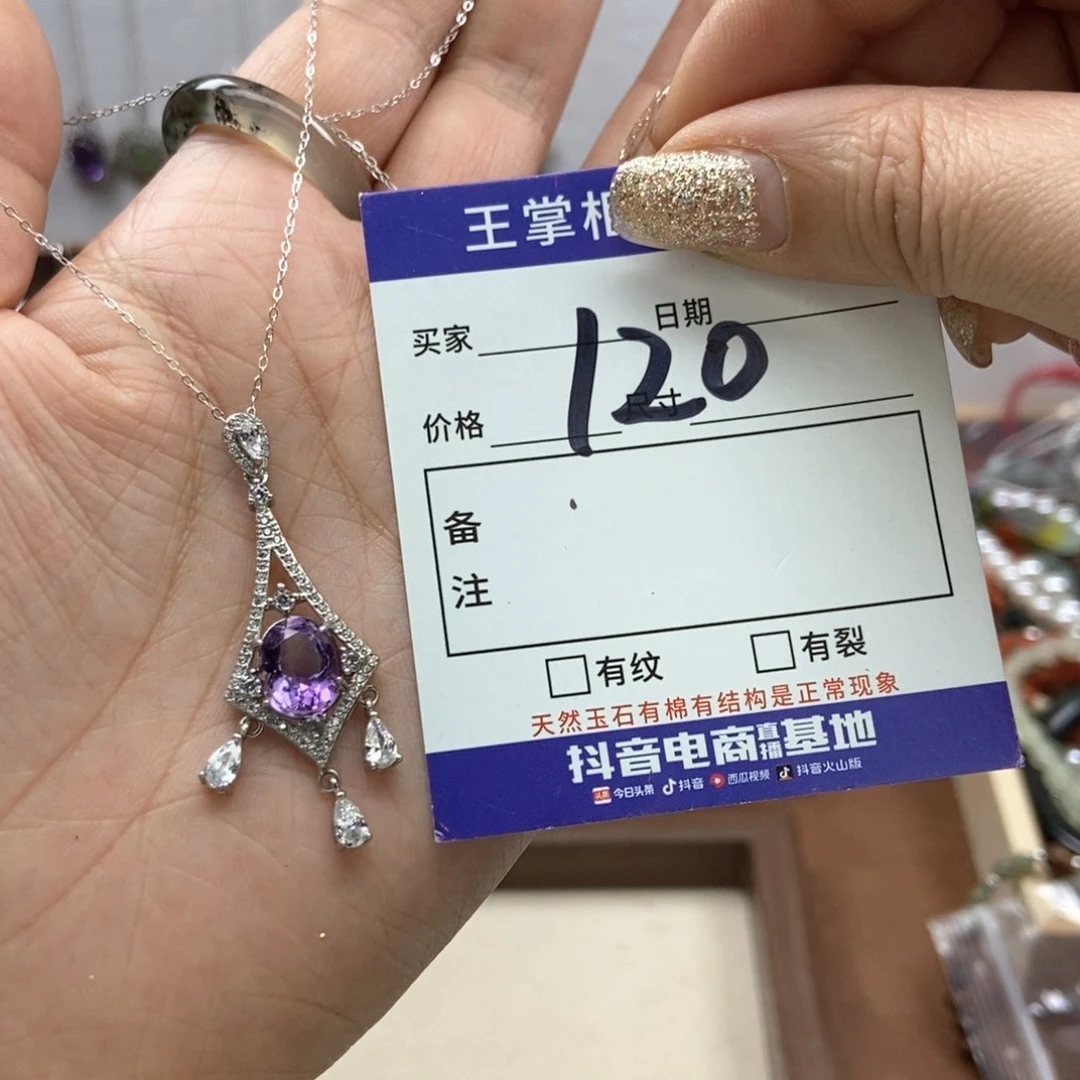 王掌柜
买家 日期
120
价格 尺寸
备
注
有纹 有裂
天然玉石有棉有结构是正常现象
抖音电商直播基地
头条 今日头条 抖音 西瓜视频 抖音火山版